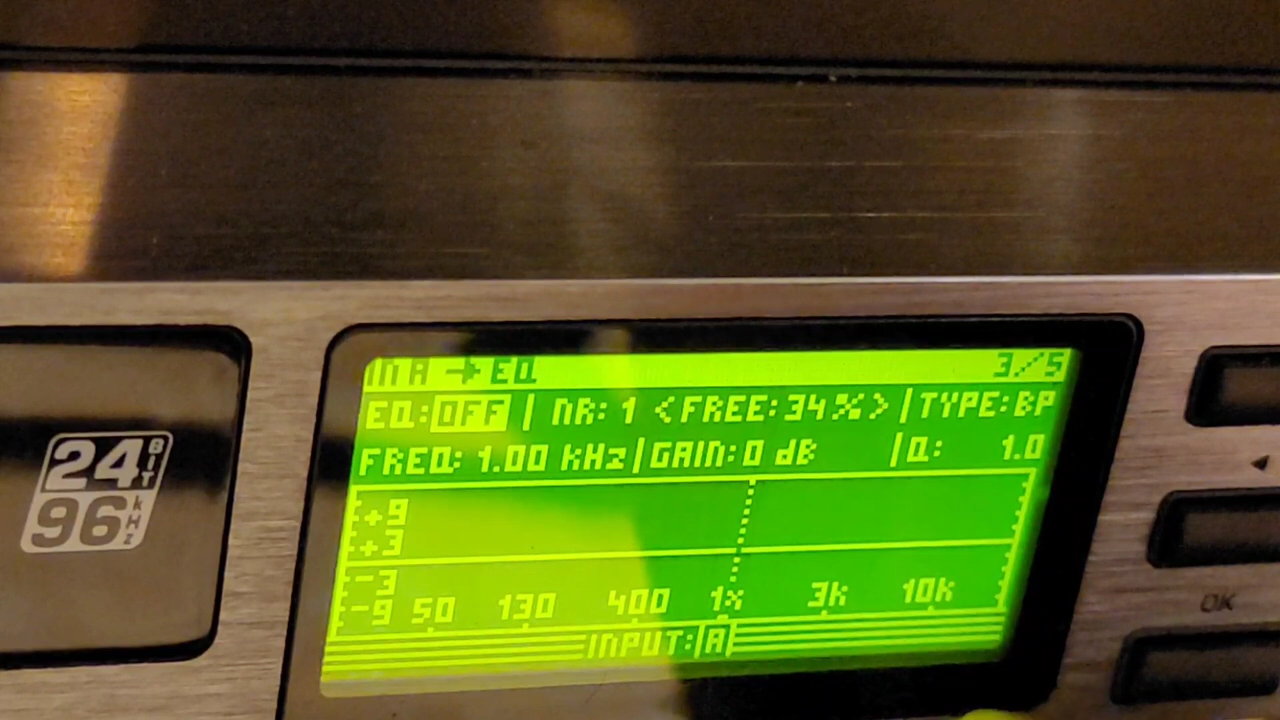 IN A → EQ 3/5
EQ:OFF | NR: 1 <FREE:34%> |TYPE:BP
FREQ: 1.00 kHz|GAIN:0 dB |Q: 1.0
+9
+3
-3
-9 50 130 400 1k 3k 10k
INPUT:|A|
24 BIT
96 kHz
◄
OK